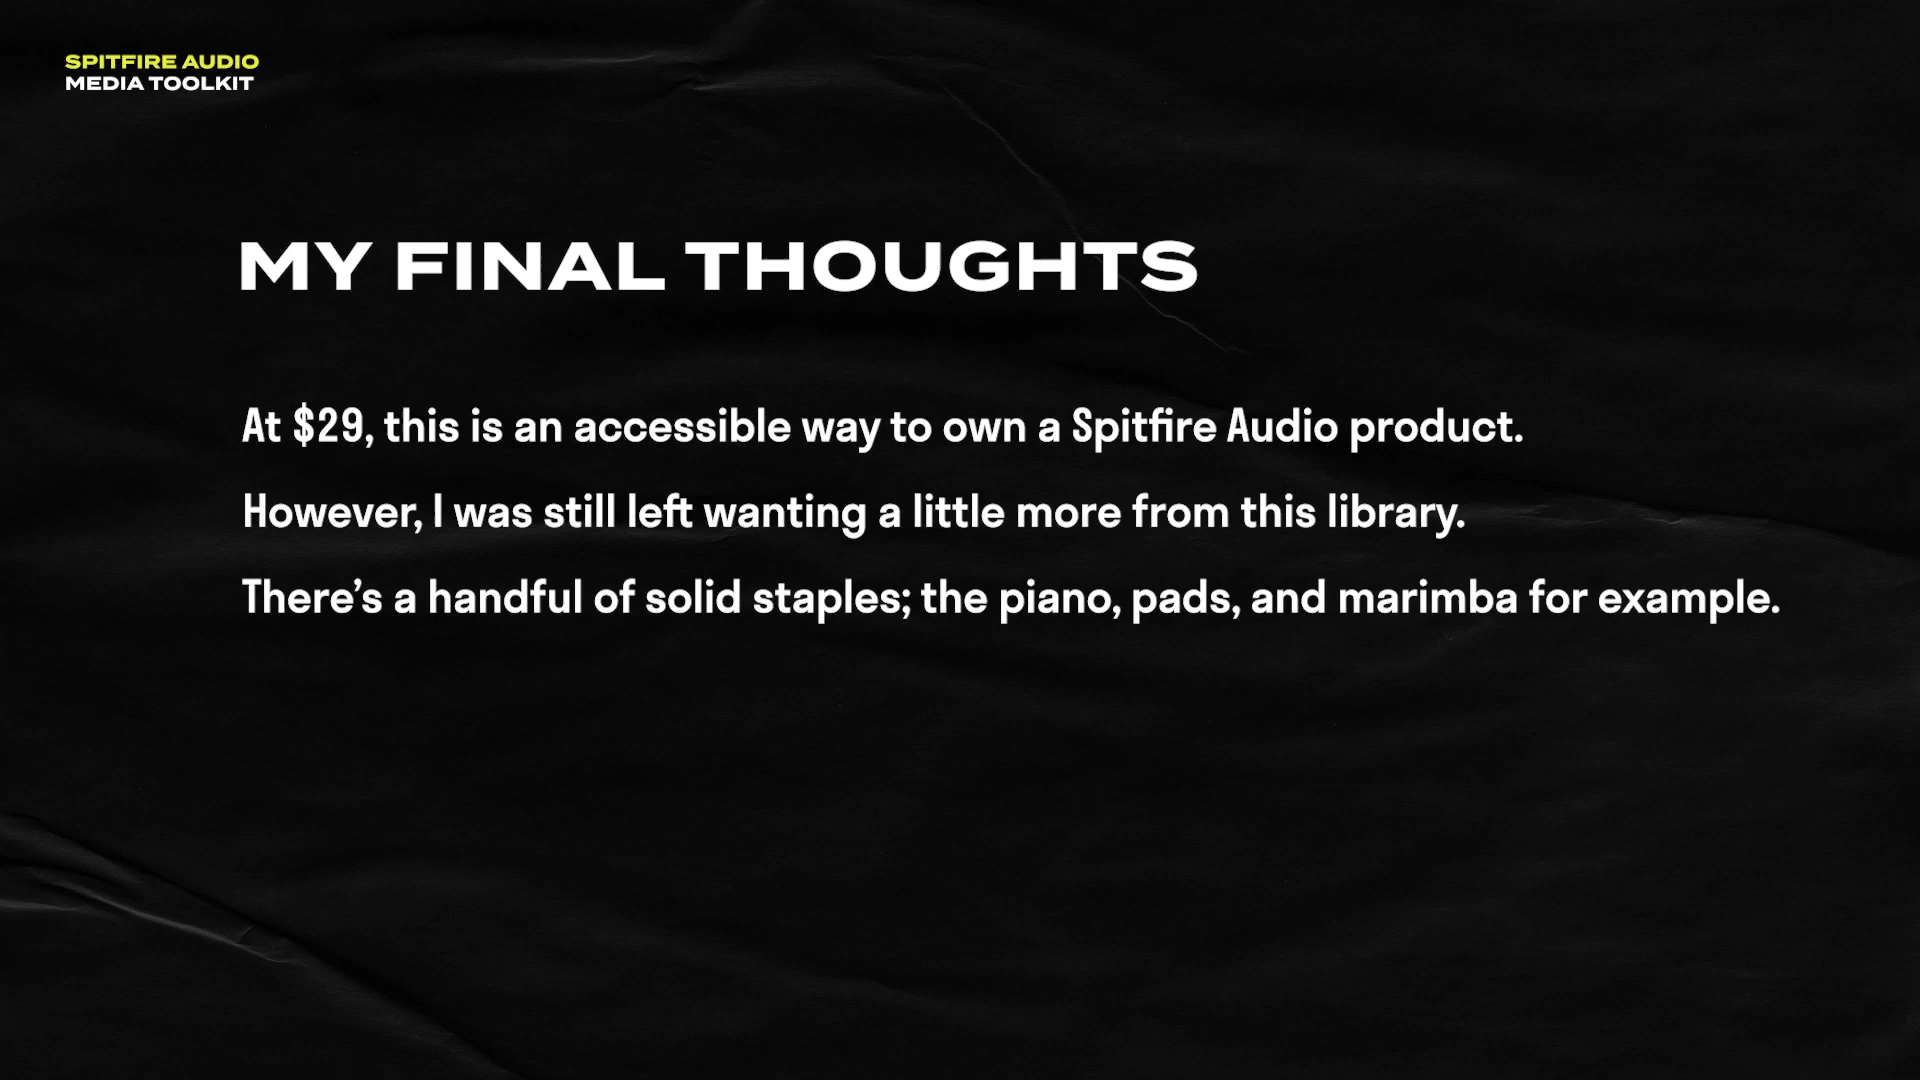 SPITFIRE AUDIO
MEDIA TOOLKIT
MY FINAL THOUGHTS
At $29, this is an accessible way to own a Spitfire Audio product.
However, I was still left wanting a little more from this library.
There’s a handful of solid staples; the piano, pads, and marimba for example.